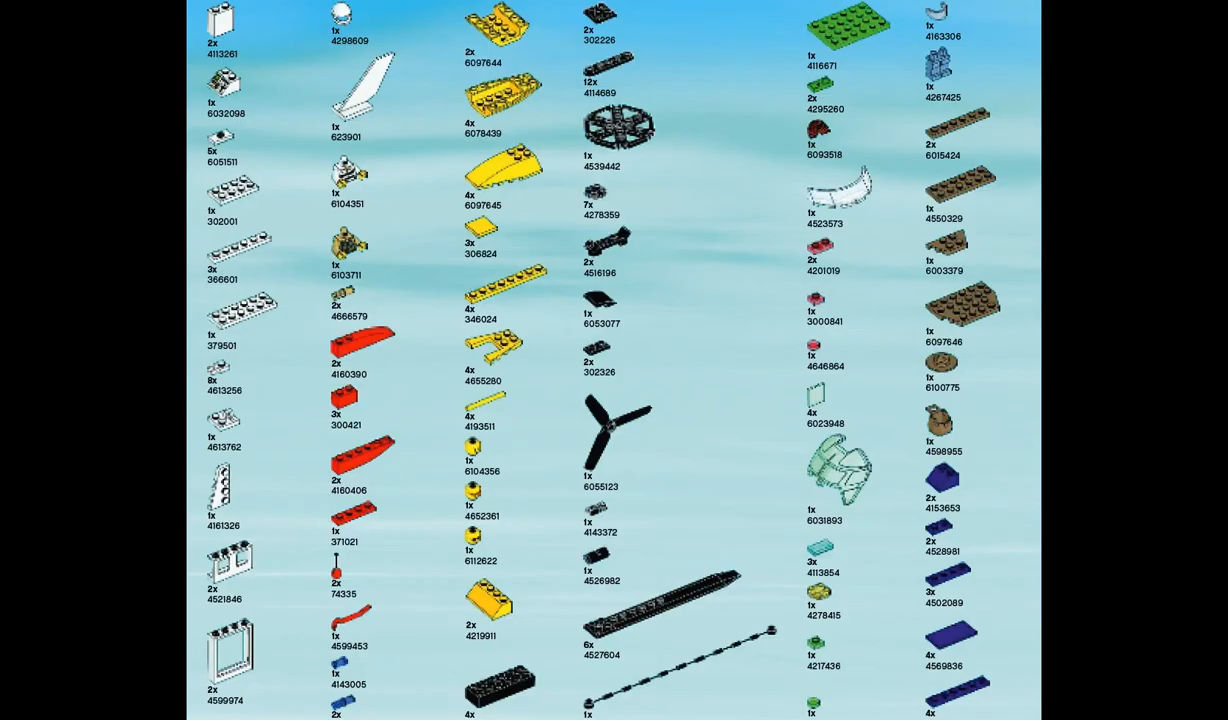 2x
4113261
1x
6032098
5x
6051511
1x
302001
3x
366601
1x
379501
8x
4613256
1x
4613762
1x
4161326
2x
4521846
2x
4599974
1x
4298609
1x
623901
1x
6104351
1x
6103711
2x
4666579
2x
4160390
3x
300421
2x
4160406
1x
371021
2x
74335
1x
4599453
1x
4143005
2x
2x
6097644
4x
6078439
4x
6097645
3x
306824
4x
346024
4x
4655280
4x
4193511
1x
6104356
1x
4652361
1x
6112622
2x
4219911
4x
2x
302226
12x
4114689
1x
4539442
7x
4278359
2x
4516196
1x
6053077
2x
302326
1x
6055123
1x
4143372
1x
4526982
6x
4527604
1x
1x
4116671
2x
4295260
1x
6093518
1x
4523573
2x
4201019
1x
3000841
1x
4646864
4x
6023948
1x
6031893
3x
4113854
1x
4278415
1x
4217436
1x
1x
4163306
1x
4267425
2x
6015424
1x
4550329
1x
6003379
1x
6097646
1x
6100775
1x
4598955
2x
4153653
2x
4528981
3x
4502089
4x
4569836
4x